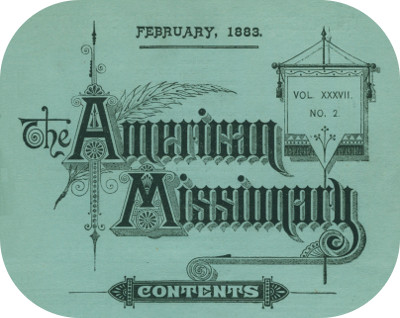 FEBRUARY, 1883.
VOL. XXXVII.
NO. 2.
The American
Missionary
CONTENTS